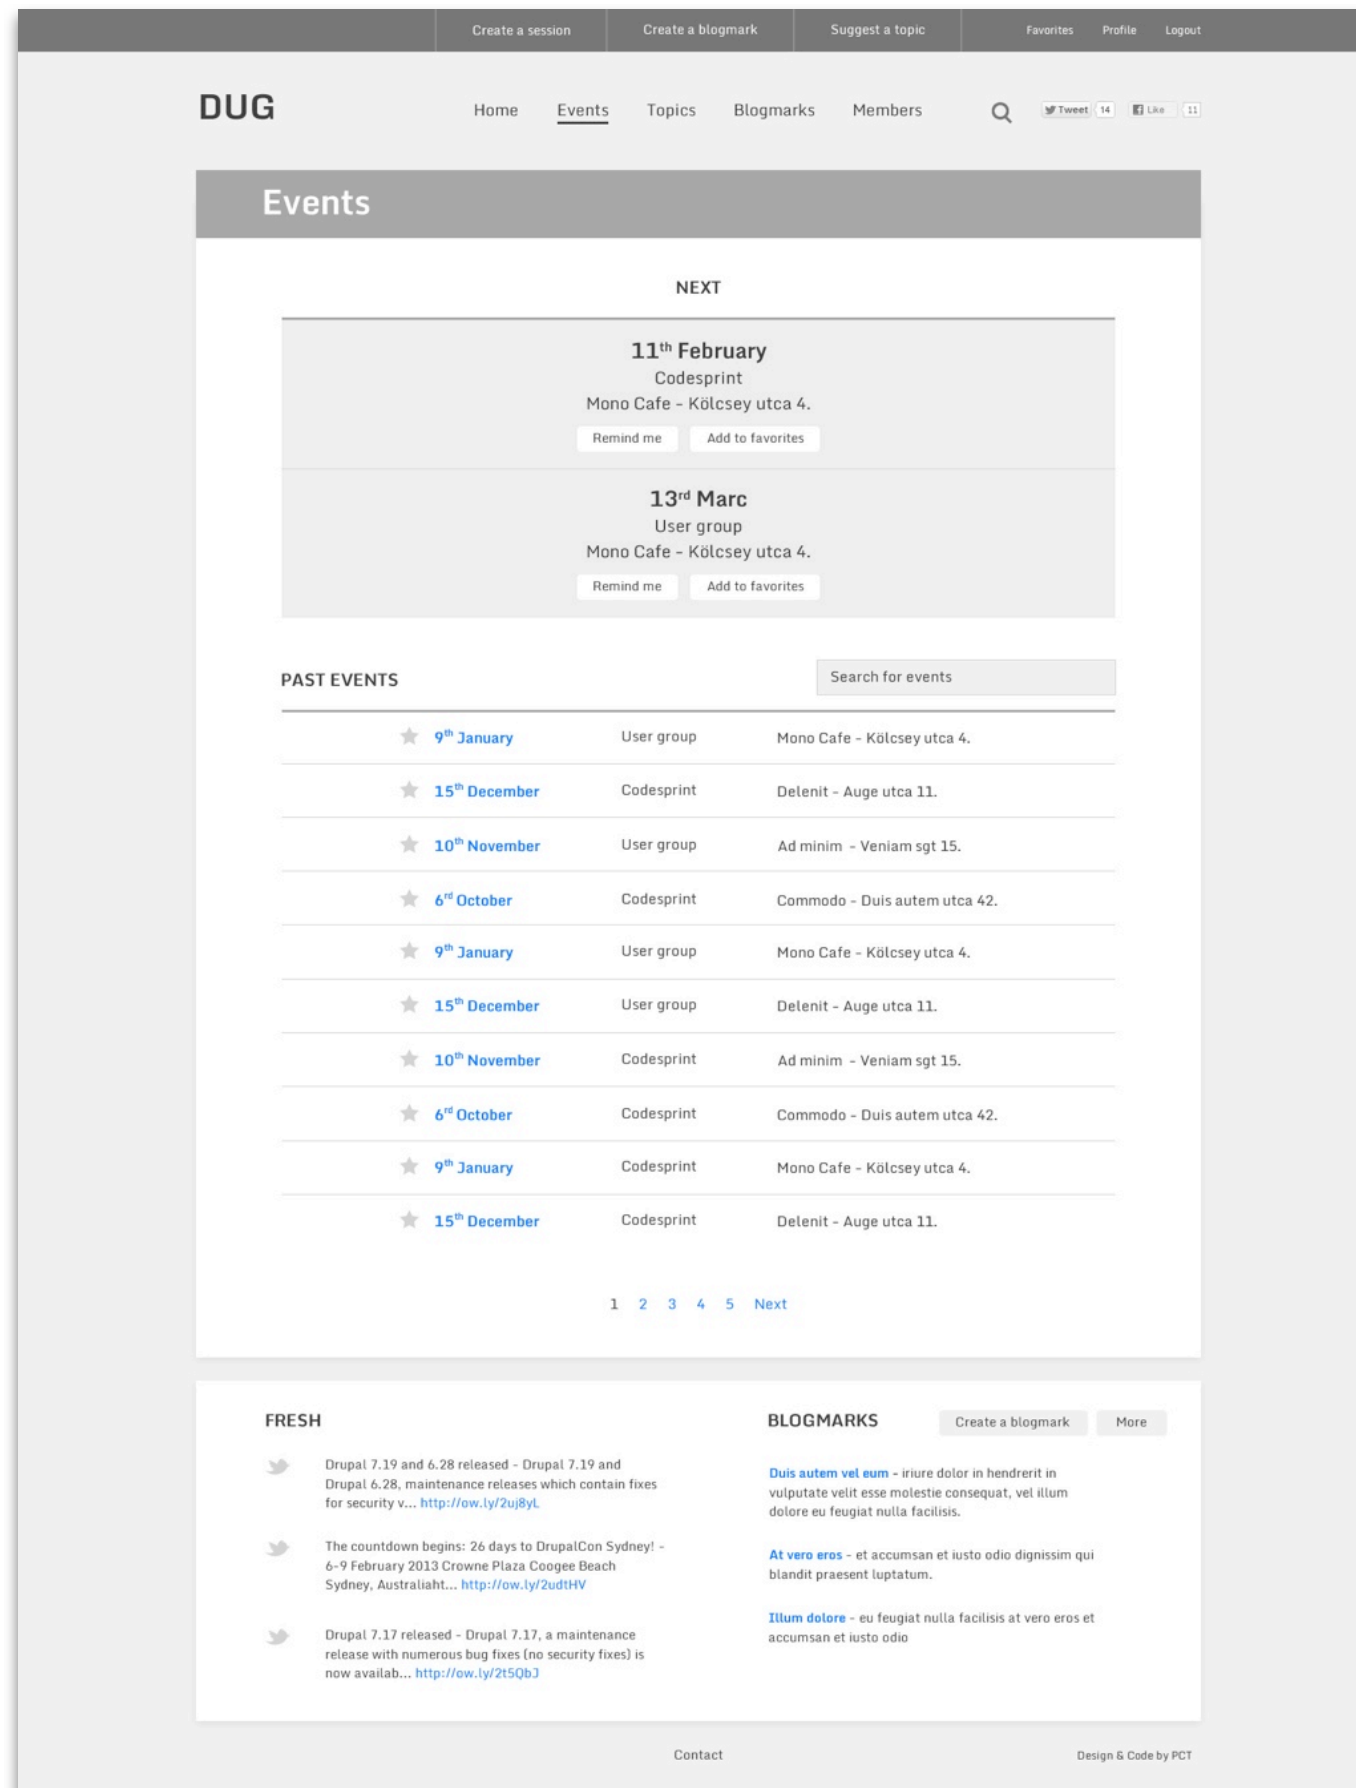 Create a session Create a blogmark Suggest a topic Favorites Profile Logout
DUG Home Events Topics Blogmarks Members Tweet 14 Like 11
Events
NEXT
11th February
Codesprint
Mono Cafe - Kölcsey utca 4.
Remind me Add to favorites
13rd Marc
User group
Mono Cafe - Kölcsey utca 4.
Remind me Add to favorites
PAST EVENTS Search for events
9th January User group Mono Cafe - Kölcsey utca 4.
15th December Codesprint Delenit - Auge utca 11.
10th November User group Ad minim - Veniam sgt 15.
6rd October Codesprint Commodo - Duis autem utca 42.
9th January User group Mono Cafe - Kölcsey utca 4.
15th December User group Delenit - Auge utca 11.
10th November Codesprint Ad minim - Veniam sgt 15.
6rd October Codesprint Commodo - Duis autem utca 42.
9th January Codesprint Mono Cafe - Kölcsey utca 4.
15th December Codesprint Delenit - Auge utca 11.
1 2 3 4 5 Next
FRESH
Drupal 7.19 and 6.28 released - Drupal 7.19 and
Drupal 6.28, maintenance releases which contain fixes
for security v... http://ow.ly/2uj8yL
The countdown begins: 26 days to DrupalCon Sydney! -
6-9 February 2013 Crowne Plaza Coogee Beach
Sydney, Australiaht... http://ow.ly/2udtHV
Drupal 7.17 released - Drupal 7.17, a maintenance
release with numerous bug fixes (no security fixes) is
now availab... http://ow.ly/2t5QbJ
BLOGMARKS Create a blogmark More
Duis autem vel eum - iriure dolor in hendrerit in
vulputate velit esse molestie consequat, vel illum
dolore eu feugiat nulla facilisis.
At vero eros - et accumsan et iusto odio dignissim qui
blandit praesent luptatum.
Illum dolore - eu feugiat nulla facilisis at vero eros et
accumsan et iusto odio
Contact Design & Code by PCT